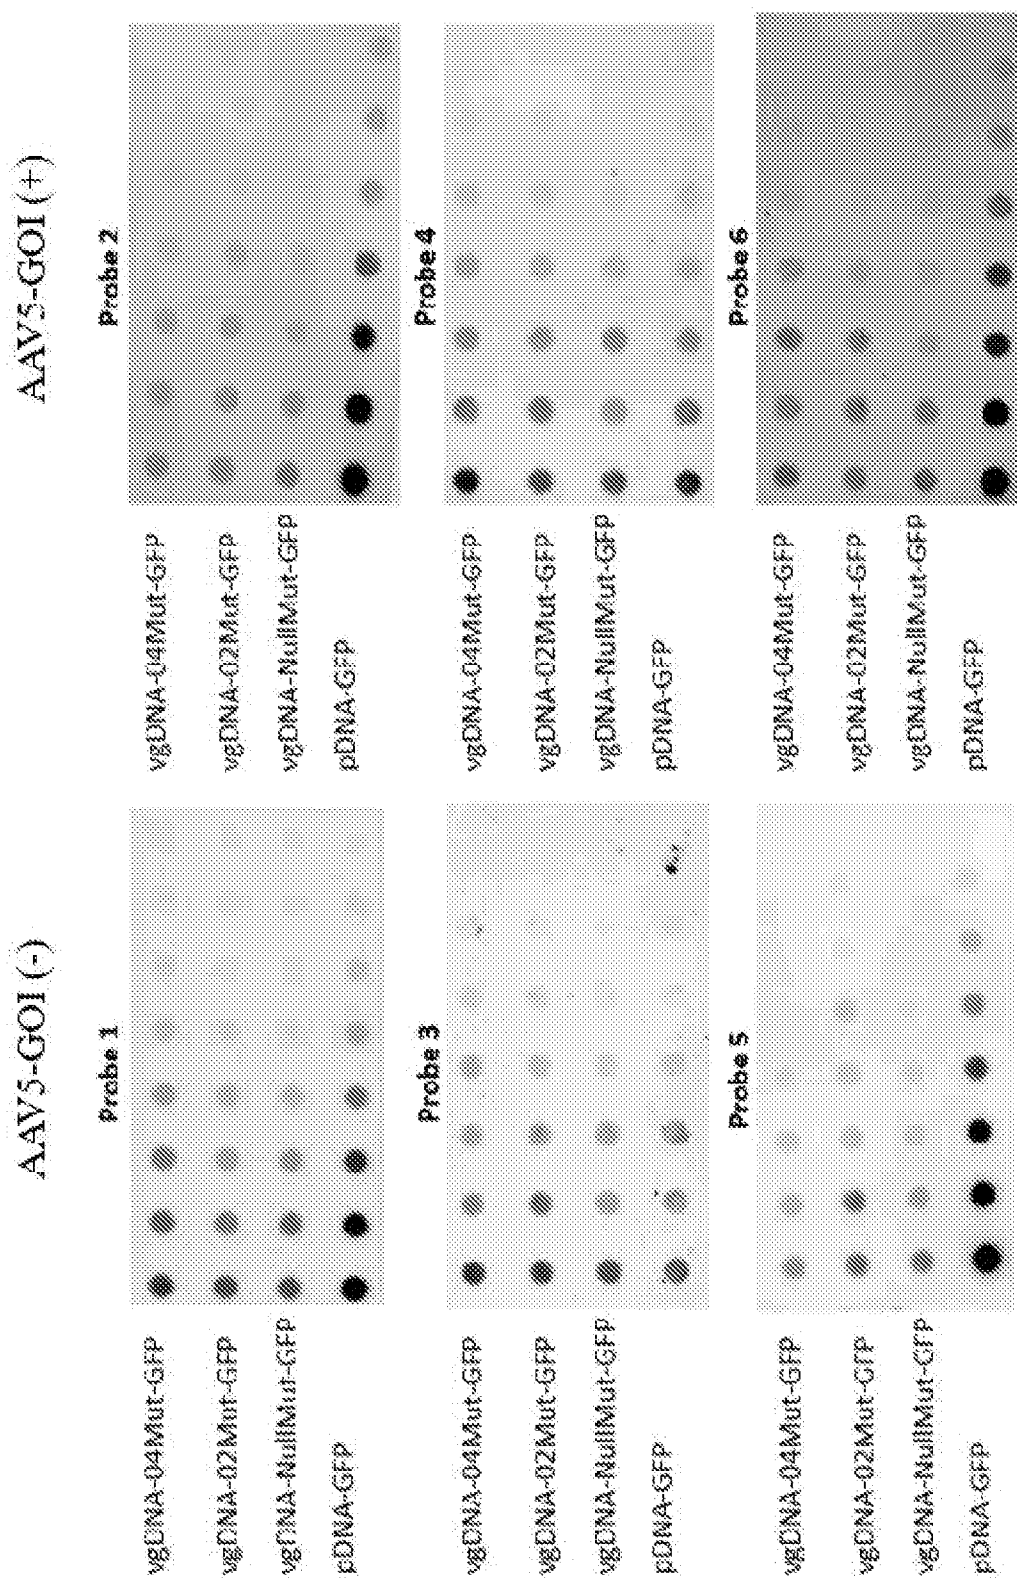 AAV5-GOI (-)
Probe 1
vgDNA-04Mut-GFP
vgDNA-02Mut-GFP
vgDNA-NullMut-GFP
pDNA-GFP
Probe 3
vgDNA-04Mut-GFP
vgDNA-02Mut-GFP
vgDNA-NullMut-GFP
pDNA-GFP
Probe 5
vgDNA-04Mut-GFP
vgDNA-02Mut-GFP
vgDNA-NullMut-GFP
pDNA-GFP
AAV5-GOI (+)
Probe 2
vgDNA-04Mut-GFP
vgDNA-02Mut-GFP
vgDNA-NullMut-GFP
pDNA-GFP
Probe 4
vgDNA-04Mut-GFP
vgDNA-02Mut-GFP
vgDNA-NullMut-GFP
pDNA-GFP
Probe 6
vgDNA-04Mut-GFP
vgDNA-02Mut-GFP
vgDNA-NullMut-GFP
pDNA-GFP